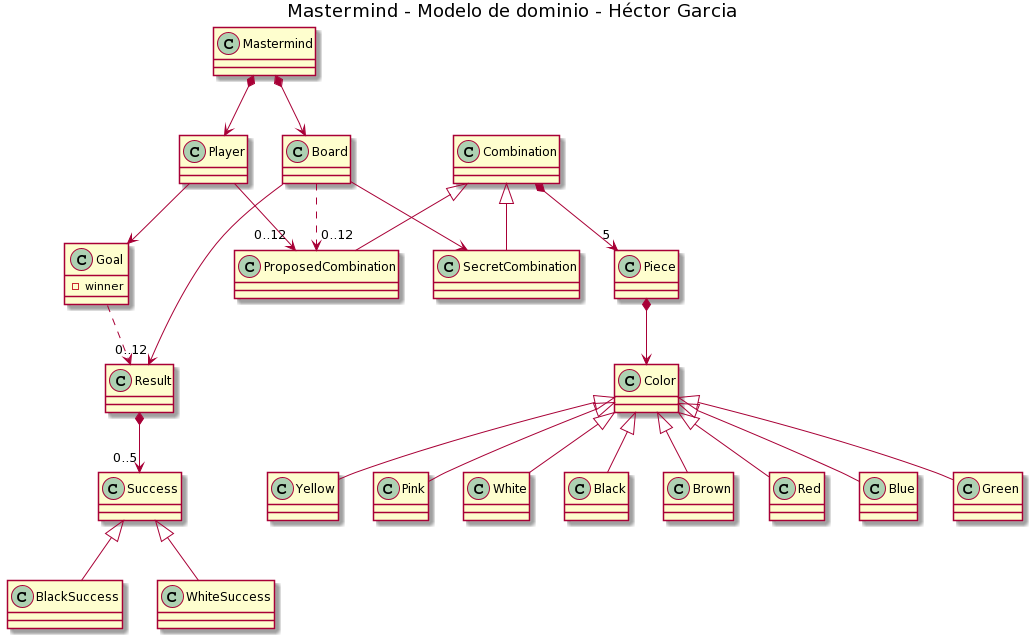 Mastermind - Modelo de dominio - Héctor Garcia
C Mastermind
C Player
C Board
C Combination
0..12
0..12
5
C Goal
winner
C ProposedCombination
C SecretCombination
C Piece
0..12
C Result
C Color
0..5
C Success
C Yellow
C Pink
C White
C Black
C Brown
C Red
C Blue
C Green
C BlackSuccess
C WhiteSuccess